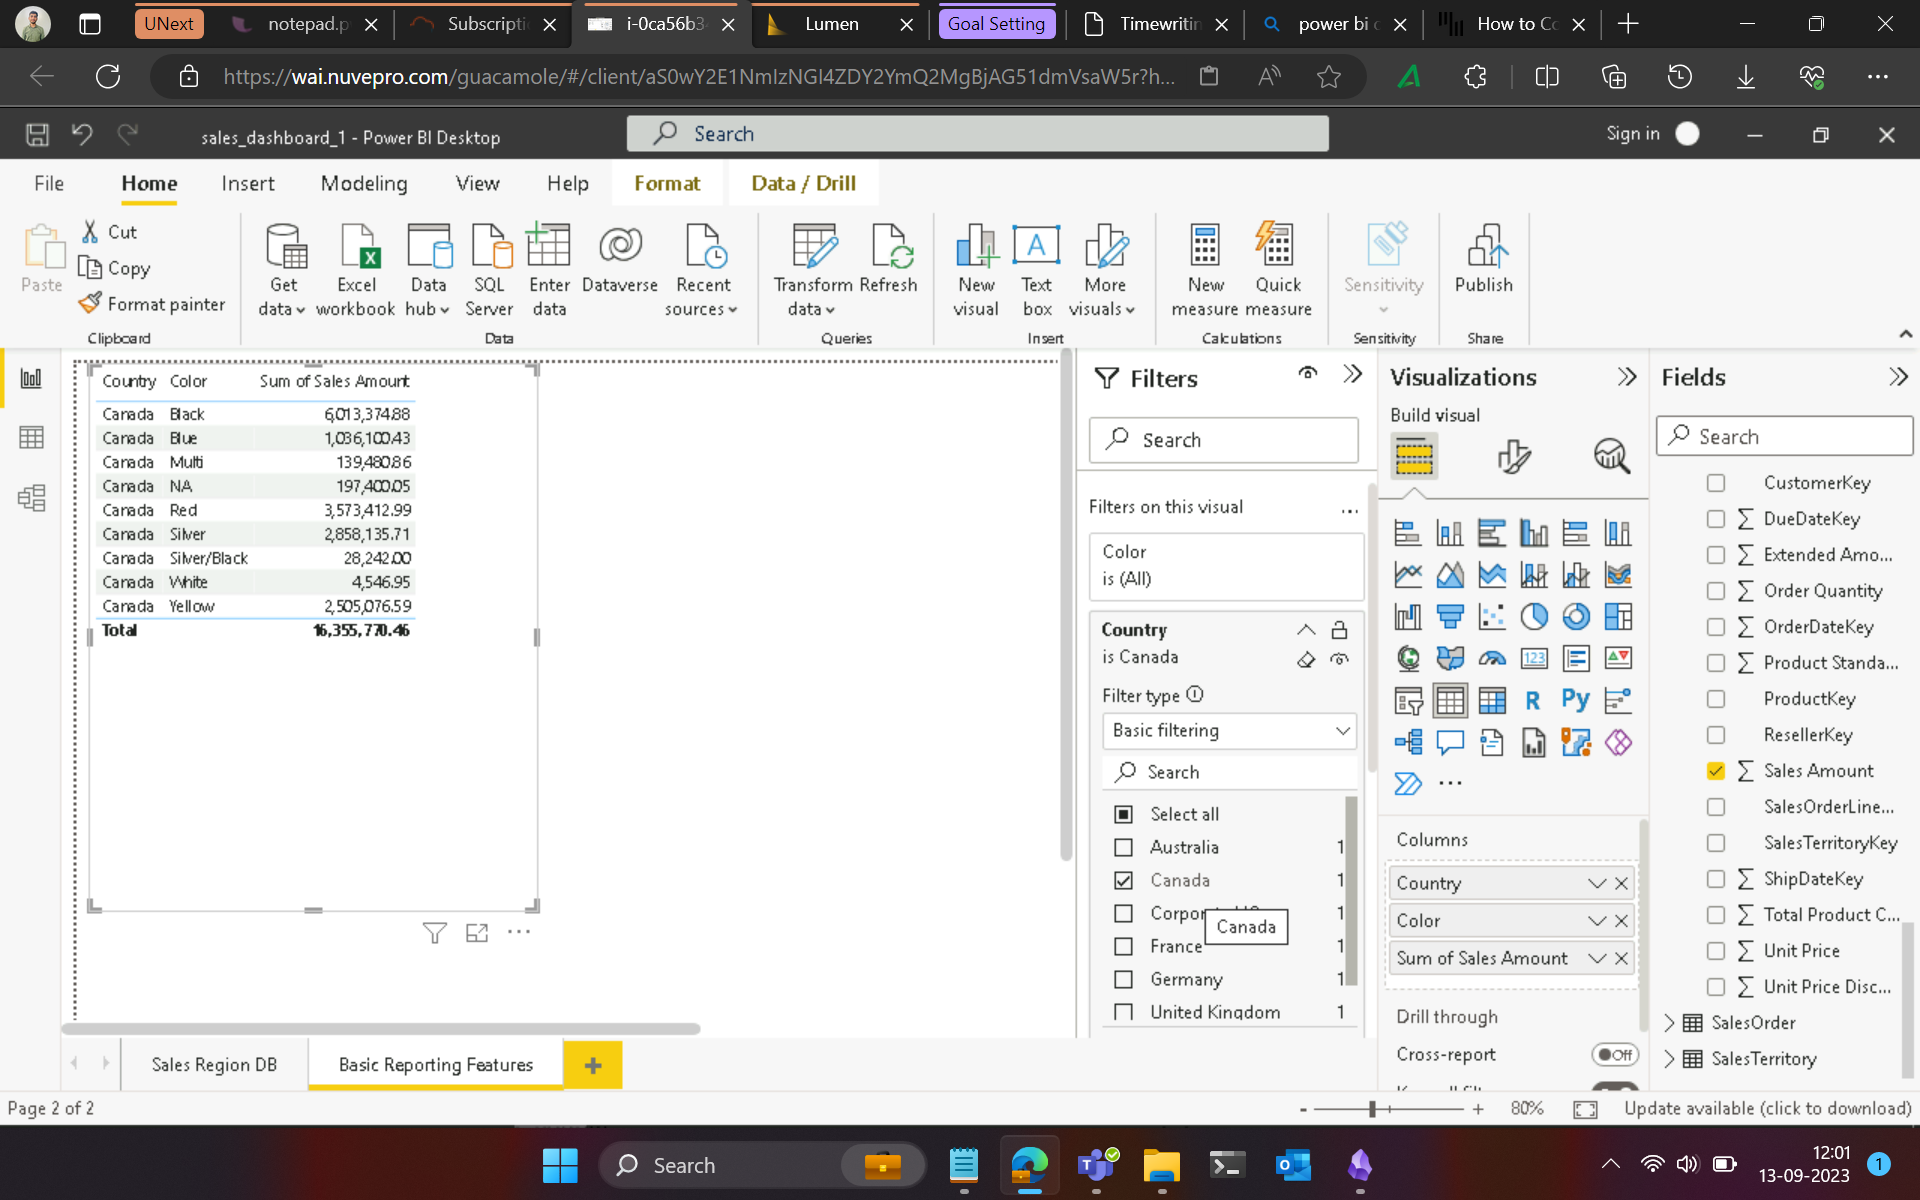 UNext
notepad.p
Subscripti
i-0ca56b3
Lumen
Goal Setting
Timewritin
power bi c
How to Co
https://wai.nuvepro.com/guacamole/#/client/aS0wY2E1NmIzNGI4ZDY2YmQ2MgBjAG51dmVsaW5r?h...
sales_dashboard_1 - Power BI Desktop
Search
Sign in
File
Home
Insert
Modeling
View
Help
Format
Data / Drill
Paste
Cut
Copy
Format painter
Clipboard
Get data
Excel workbook
Data hub
SQL Server
Enter data
Dataverse
Recent sources
Data
Transform data
Refresh
Queries
New visual
Text box
More visuals
Insert
New measure
Quick measure
Calculations
Sensitivity
Sensitivity
Publish
Share
Country Color Sum of Sales Amount
Canada Black 6,013,374.88
Canada Blue 1,036,100.43
Canada Multi 139,480.86
Canada NA 197,400.05
Canada Red 3,573,412.99
Canada Silver 2,858,135.71
Canada Silver/Black 28,242.00
Canada White 4,546.95
Canada Yellow 2,505,076.59
Total 16,355,770.46
Filters
Search
Filters on this visual
Color
is (All)
Country
is Canada
Filter type
Basic filtering
Search
Select all
Australia 1
Canada 1
Corpor 1
Canada
France 1
Germany 1
United Kingdom 1
Visualizations
Build visual
123
R
Py
Columns
Country
Color
Sum of Sales Amount
Drill through
Cross-report
Off
Fields
Search
CustomerKey
DueDateKey
Extended Amo...
Order Quantity
OrderDateKey
Product Standa...
ProductKey
ResellerKey
Sales Amount
SalesOrderLine...
SalesTerritoryKey
ShipDateKey
Total Product C...
Unit Price
Unit Price Disc...
SalesOrder
SalesTerritory
Sales Region DB
Basic Reporting Features
Page 2 of 2
- + 80%
Update available (click to download)
Search
12:01
13-09-2023
1